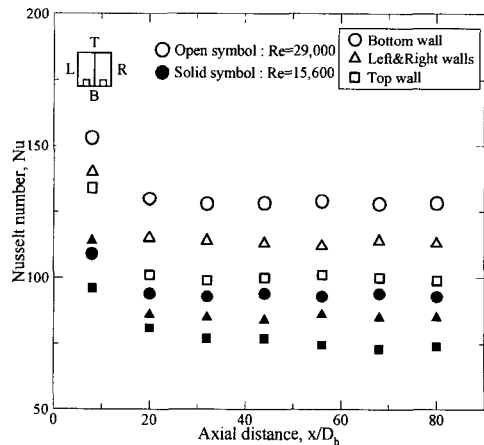 200
T
L R
B
Open symbol : Re=29,000
Solid symbol : Re=15,600
Bottom wall
Left&Right walls
Top wall
150
100
50
Nusselt number, Nu
0 20 40 60 80
Axial distance, x/Dh